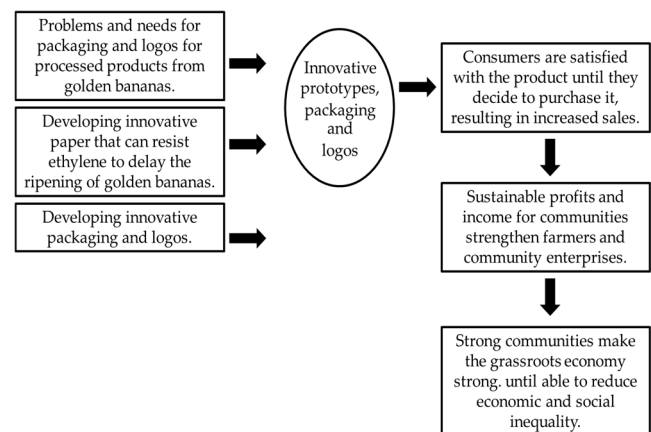 Problems and needs for
packaging and logos for
processed products from
golden bananas.
Developing innovative
paper that can resist
ethylene to delay the
ripening of golden bananas.
Developing innovative
packaging and logos.
Innovative
prototypes,
packaging
and
logos
Consumers are satisfied
with the product until they
decide to purchase it,
resulting in increased sales.
Sustainable profits and
income for communities
strengthen farmers and
community enterprises.
Strong communities make
the grassroots economy
strong. until able to reduce
economic and social
inequality.